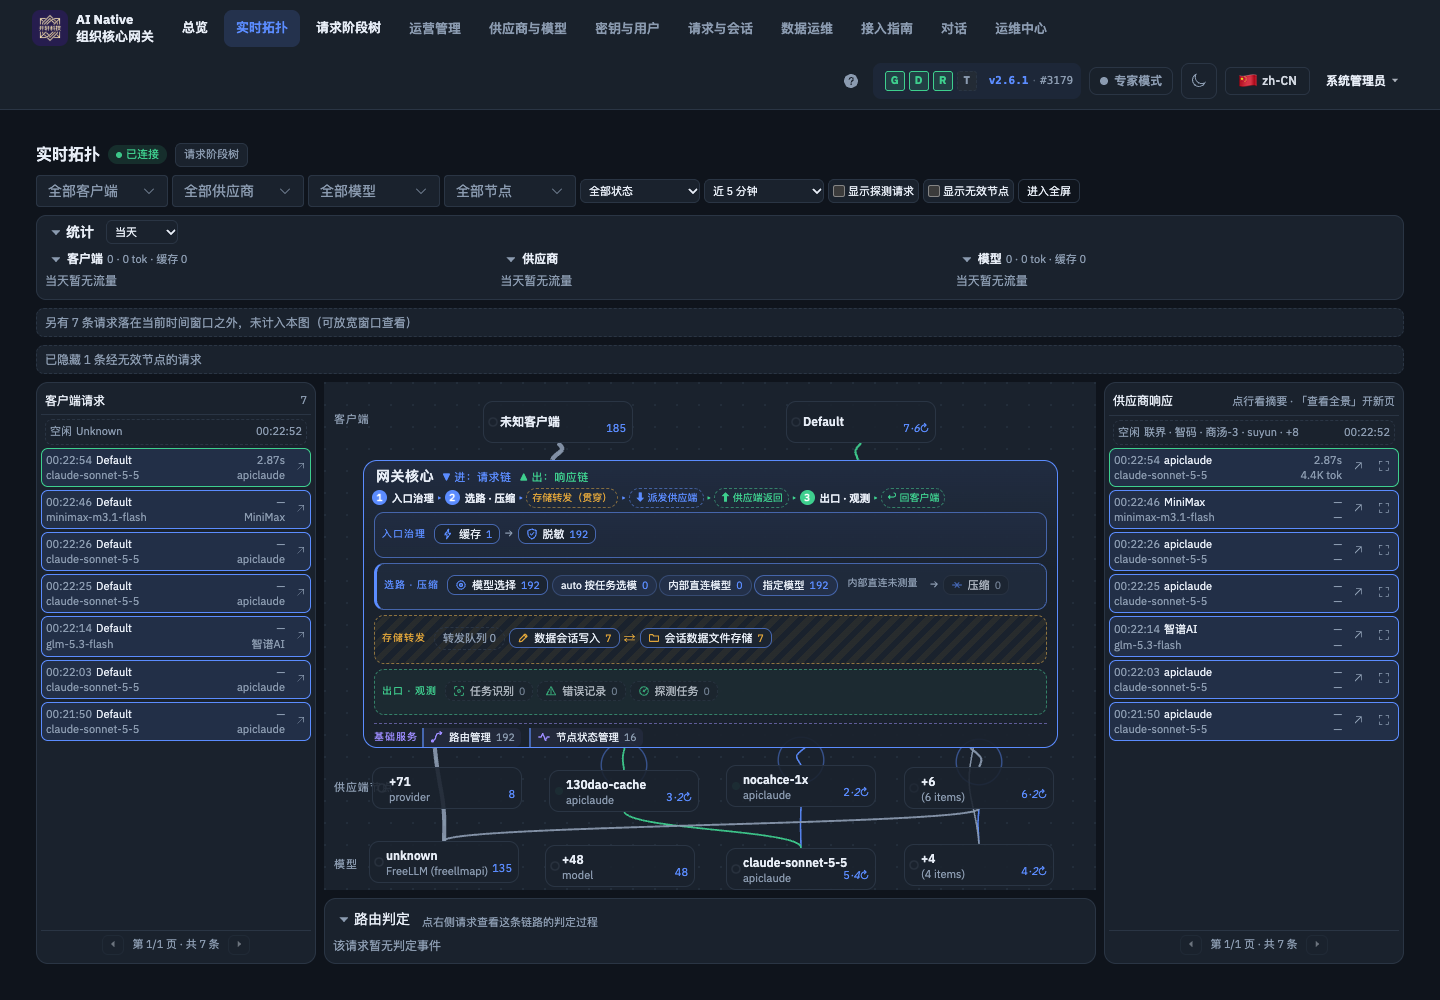 AI Native
组织核心网关
总览
实时拓扑
请求阶段树
运营管理
供应商与模型
密钥与用户
请求与会话
数据运维
接入指南
对话
运维中心
? G D R T v2.6.1 · #3179
专家模式
zh-CN
系统管理员
实时拓扑 已连接 请求阶段树
全部客户端 全部供应商 全部模型 全部节点 全部状态 近 5 分钟 显示探测请求 显示无效节点 进入全屏
统计 当天
客户端 0 · 0 tok · 缓存 0
当天暂无流量
供应商
当天暂无流量
模型 0 · 0 tok · 缓存 0
当天暂无流量
另有 7 条请求落在当前时间窗口之外，未计入本图（可放宽窗口查看）
已隐藏 1 条经无效节点的请求
客户端请求 7
空闲 Unknown 00:22:52
00:22:54 Default 2.87s
claude-sonnet-5-5 apiclaude
00:22:46 Default —
minimax-m3.1-flash MiniMax
00:22:26 Default —
claude-sonnet-5-5 apiclaude
00:22:25 Default —
claude-sonnet-5-5 apiclaude
00:22:14 Default —
glm-5.3-flash 智谱AI
00:22:03 Default —
claude-sonnet-5-5 apiclaude
00:21:50 Default —
claude-sonnet-5-5 apiclaude
第 1/1 页 · 共 7 条
客户端
未知客户端 185
Default 7·6
网关核心 ▼ 进：请求链 ▲ 出：响应链
1 入口治理 2 选路 · 压缩 存储转发（贯穿） 派发供应端 供应端返回 3 出口 · 观测 回客户端
入口治理 缓存 1 → 脱敏 192
选路 · 压缩 模型选择 192 auto 按任务选模 0 内部直连模型 0 指定模型 192 内部直连未测量 → 压缩 0
存储转发 转发队列 0 数据会话写入 7 会话数据文件存储 7
出口 · 观测 任务识别 0 错误记录 0 探测任务 0
基础服务 路由管理 192 节点状态管理 16
供应端
+71
provider 8
130dao-cache
apiclaude 3·2
nocahce-1x
apiclaude 2·2
+6
(6 items) 6·2
模型
unknown
FreeLLM (freellmapi) 135
+48
model 48
claude-sonnet-5-5
apiclaude 5·4
+4
(4 items) 4·2
路由判定 点右侧请求查看这条链路的判定过程
该请求暂无判定事件
供应商响应 点行看摘要 · 「查看全景」开新页
空闲 联界 · 智码 · 商汤-3 · suyun · +8 00:22:52
00:22:54 apiclaude 2.87s
claude-sonnet-5-5 4.4K tok
00:22:46 MiniMax —
minimax-m3.1-flash —
00:22:26 apiclaude —
claude-sonnet-5-5 —
00:22:25 apiclaude —
claude-sonnet-5-5 —
00:22:14 智谱AI —
glm-5.3-flash —
00:22:03 apiclaude —
claude-sonnet-5-5 —
00:21:50 apiclaude —
claude-sonnet-5-5 —
第 1/1 页 · 共 7 条